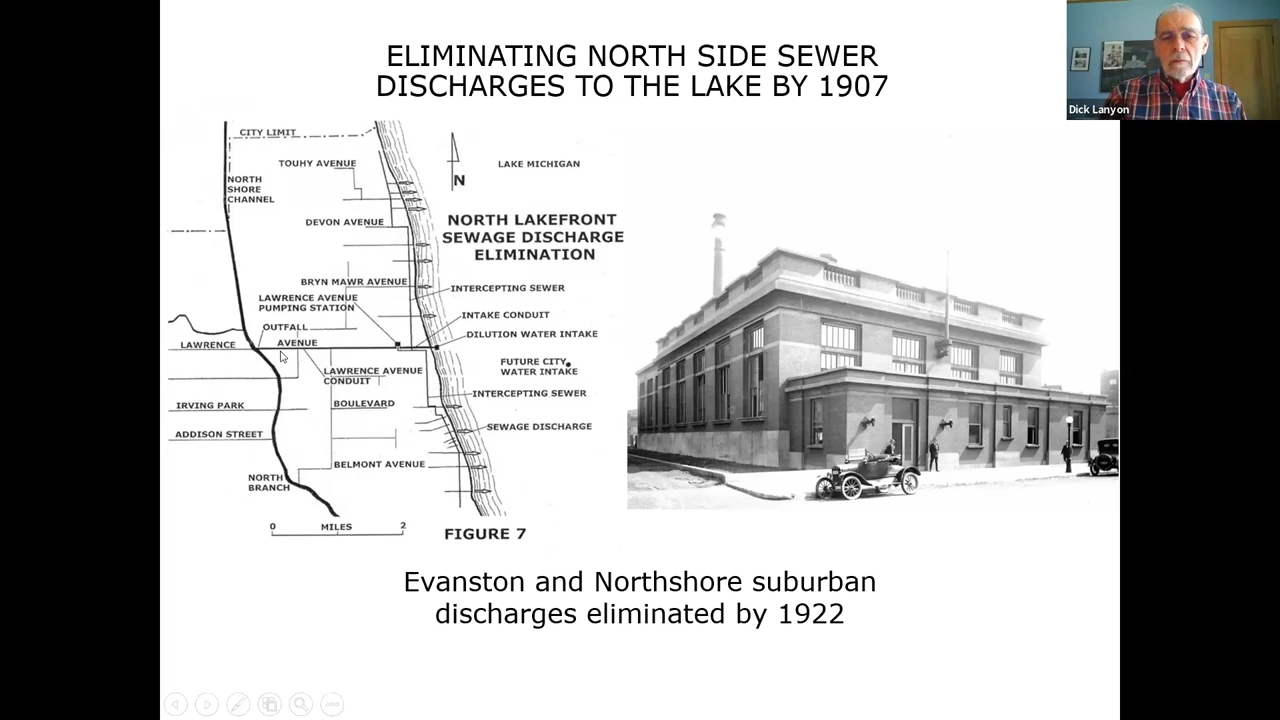 ELIMINATING NORTH SIDE SEWER
DISCHARGES TO THE LAKE BY 1907
Dick Lanyon
CITY LIMIT
TOUHY AVENUE
LAKE MICHIGAN
N
NORTH
SHORE
CHANNEL
DEVON AVENUE
NORTH LAKEFRONT
SEWAGE DISCHARGE
ELIMINATION
BRYN MAWR AVENUE
INTERCEPTING SEWER
LAWRENCE AVENUE
PUMPING STATION
INTAKE CONDUIT
OUTFALL
DILUTION WATER INTAKE
LAWRENCE AVENUE
FUTURE CITY
WATER INTAKE
LAWRENCE AVENUE
CONDUIT
INTERCEPTING SEWER
IRVING PARK BOULEVARD
SEWAGE DISCHARGE
ADDISON STREET
BELMONT AVENUE
NORTH
BRANCH
0 MILES 2
FIGURE 7
Evanston and Northshore suburban
discharges eliminated by 1922